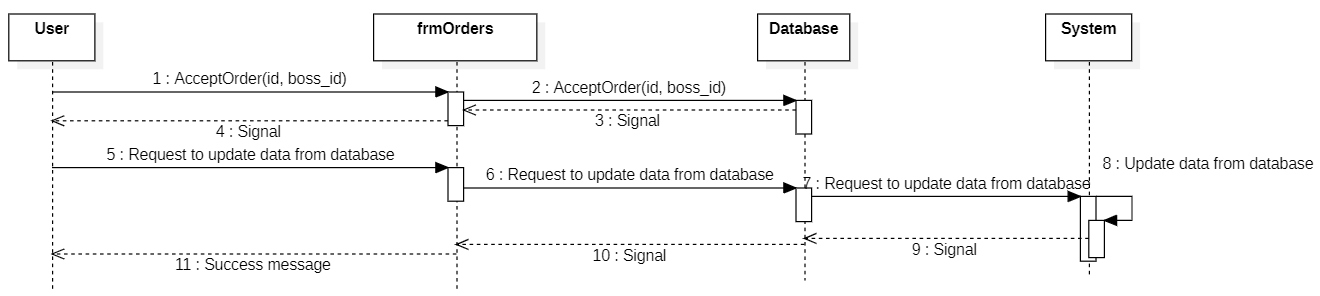 User
frmOrders
Database
System
1 : AcceptOrder(id, boss_id)
2 : AcceptOrder(id, boss_id)
3 : Signal
4 : Signal
5 : Request to update data from database
6 : Request to update data from database
7 : Request to update data from database
8 : Update data from database
9 : Signal
10 : Signal
11 : Success message